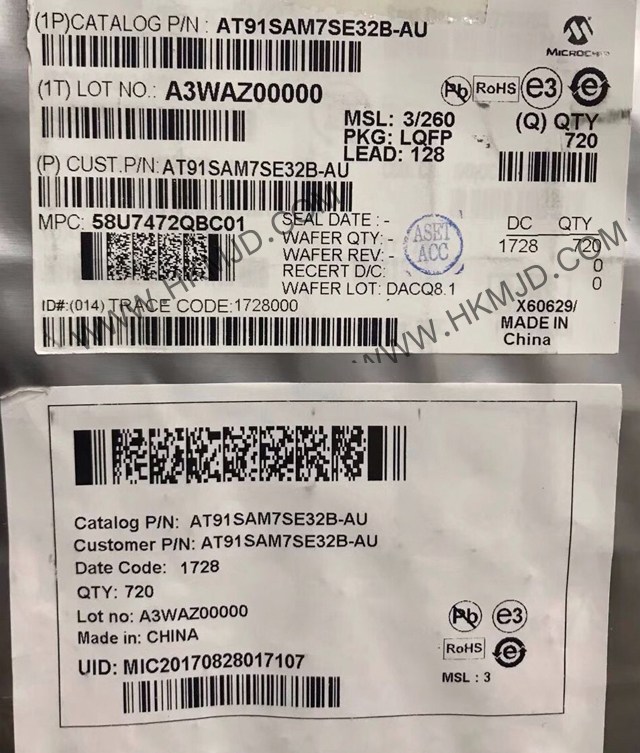 (1P)CATALOG P/N : AT91SAM7SE32B-AU
MICROCHIP
(1T) LOT NO.: A3WAZ00000
Pb RoHS e3 e
MSL: 3/260
PKG: LQFP
LEAD: 128
(Q) QTY
720
(P) CUST.P/N: AT91SAM7SE32B-AU
MPC: 58U7472QBC01
SEAL DATE : -
WAFER QTY: -
WAFER REV: -
RECERT D/C:
WAFER LOT: DACQ8.1
ASET
ACC
DC QTY
1728 720
0
0
ID#:(014) TRACE CODE:1728000
X60629/
MADE IN
China
WWW.HKMJD.COM
WWW.HKMJD.COM
Catalog P/N: AT91SAM7SE32B-AU
Customer P/N: AT91SAM7SE32B-AU
Date Code: 1728
QTY: 720
Lot no: A3WAZ00000
Made in: CHINA
UID: MIC20170828017107
Pb e3
RoHS e
MSL : 3